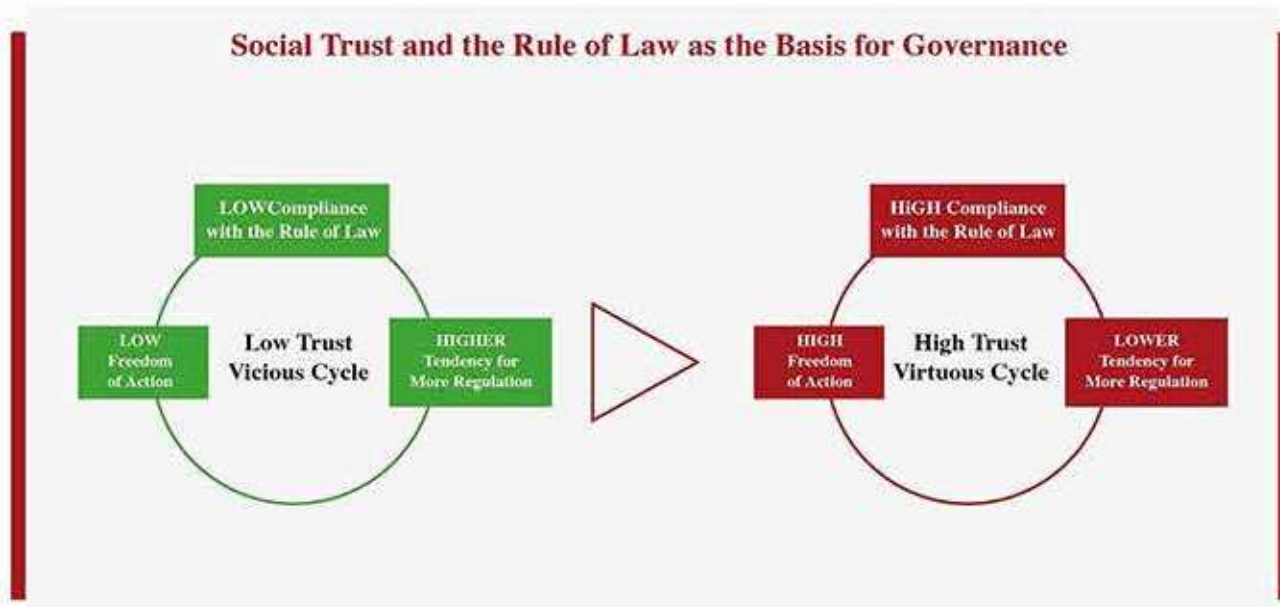 Social Trust and the Rule of Law as the Basis for Governance
LOWCompliance
with the Rule of Law
LOW
Freedom
of Action
Low Trust
Vicious Cycle
HIGHER
Tendency for
More Regulation
HiGH Compliance
with the Rule of Law
HIGH
Freedom
of Action
High Trust
Virtuous Cycle
LOWER
Tendency for
More Regulation